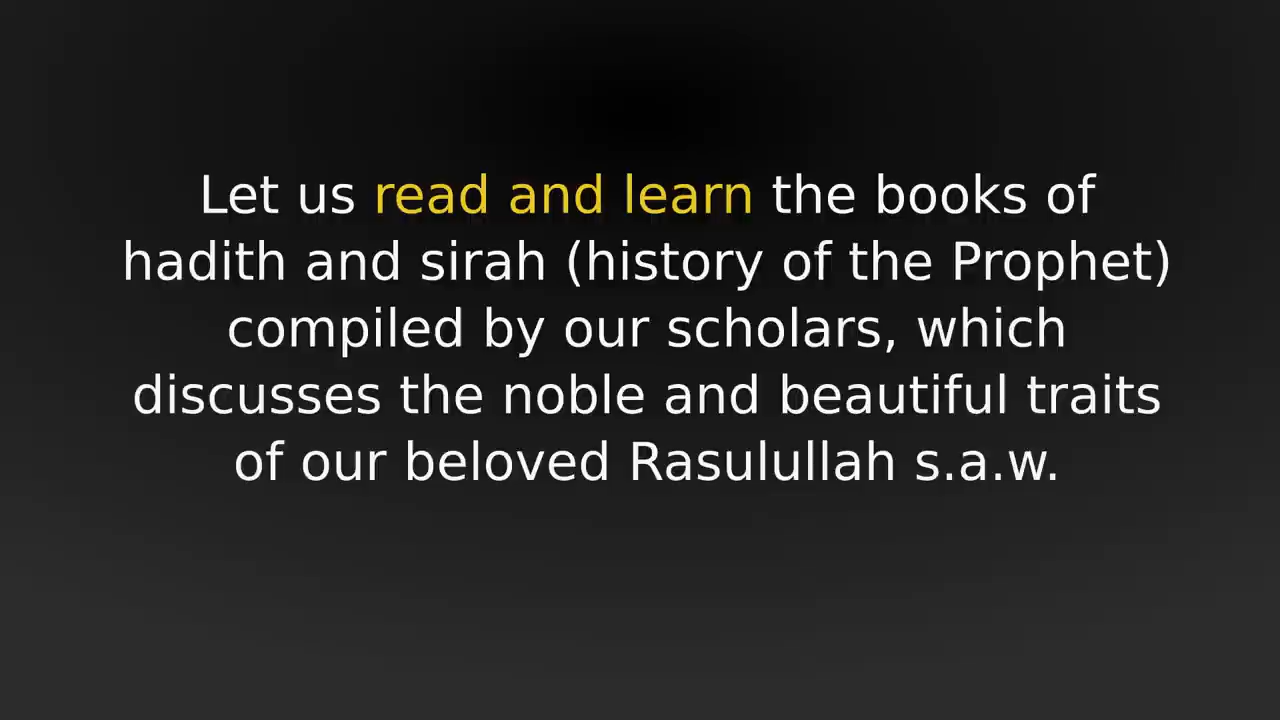 Let us read and learn the books of
hadith and sirah (history of the Prophet)
compiled by our scholars, which
discusses the noble and beautiful traits
of our beloved Rasulullah s.a.w.